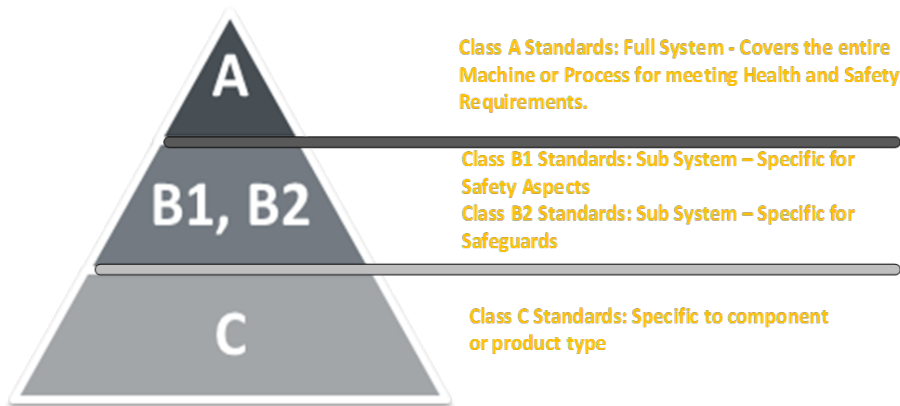 A
Class A Standards: Full System - Covers the entire
Machine or Process for meeting Health and Safety
Requirements.
B1, B2
Class B1 Standards: Sub System – Specific for
Safety Aspects
Class B2 Standards: Sub System – Specific for
Safeguards
C
Class C Standards: Specific to component
or product type